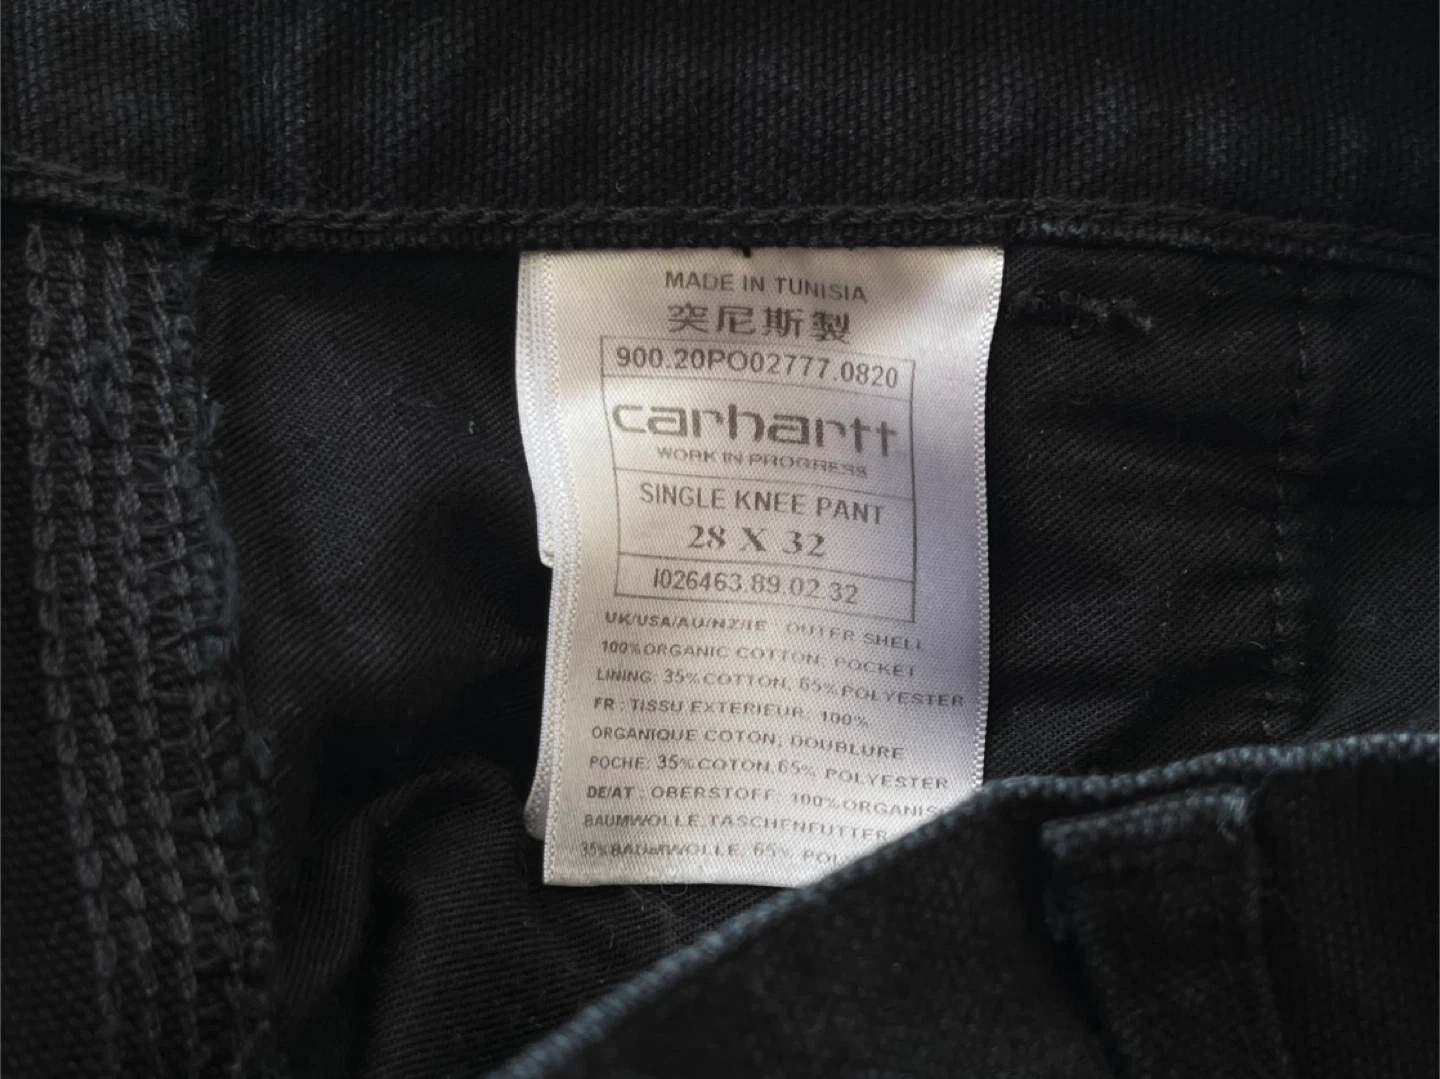 MADE IN TUNISIA
突尼斯製
900.20PO02777.0820
carhartt
WORK IN PROGRESS
SINGLE KNEE PANT
28 X 32
I026463.89.02 32
UK/USA/AU/NZ/IE OUTER SHELL
100%ORGANIC COTTON; POCKET
LINING: 35%COTTON, 65%POLYESTER
FR : TISSU EXTERIEUR: 100%
ORGANIQUE COTON; DOUBLURE
POCHE: 35%COTON,65% POLYESTER
DE/AT : OBERSTOFF: 100%ORGANIS
BAUMWOLLE,TASCHENFUTTER
35%BAUMWOLLE, 65% POL